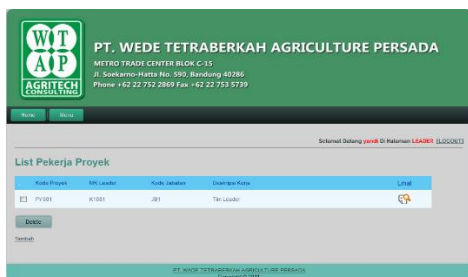 WT
AP
AGRITECH
CONSULTING
PT. WEDE TETRABERKAH AGRICULTURE PERSADA
METRO TRADE CENTER BLOK C-15
Jl. Soekarno-Hatta No. 590, Bandung 40286
Phone +62 22 752 2869 Fax +62 22 753 5739
Home Menu
Selamat Datang yandi Di Halaman LEADER [LOGOUT]
List Pekerja Proyek
Kode Proyek NIK Leader Kode Jabatan Deskripsi Kerja Lihat
PY001 K1001 J01 Tim Leader
Delete
Tambah
PT. WEDE TETRABERKAH AGRICULTURE PERSADA